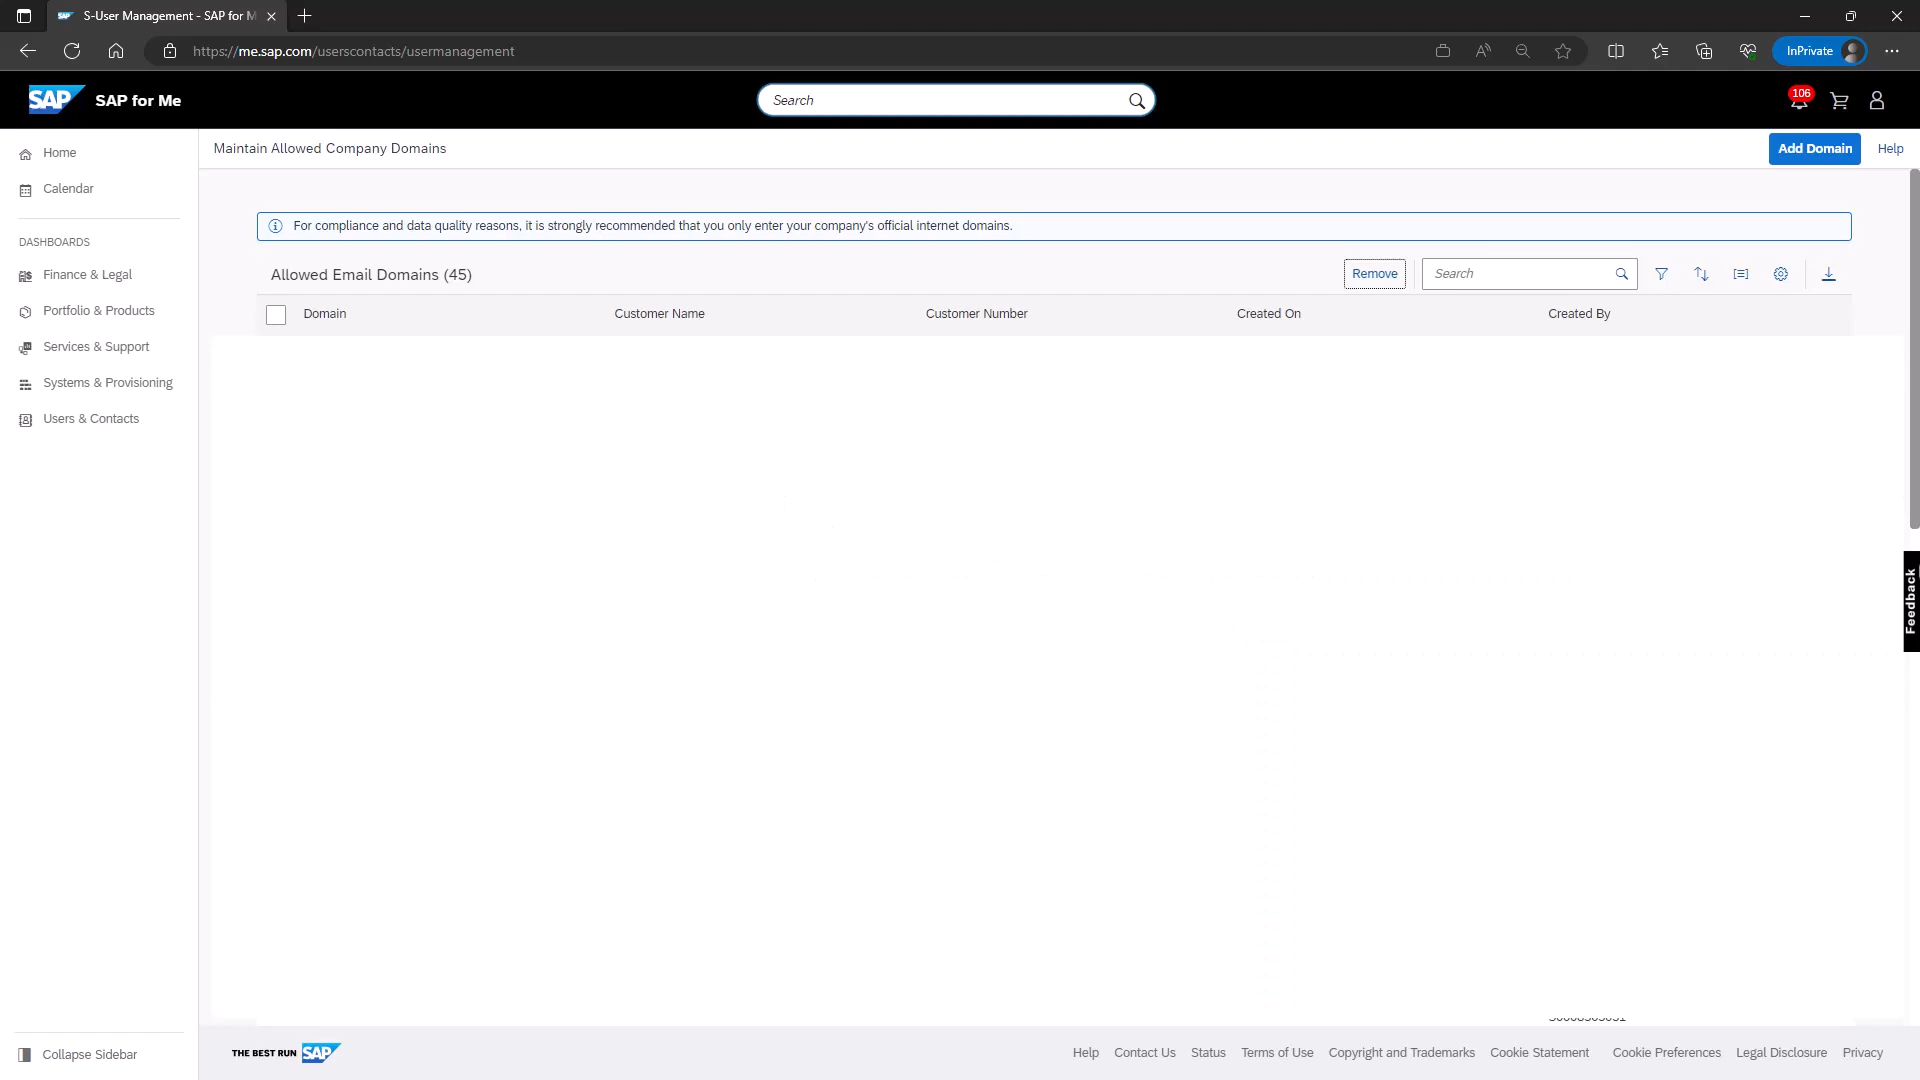 S-User Management - SAP for M
https://me.sap.com/userscontacts/usermanagement
InPrivate
SAP
SAP for Me
Search
106
Home
Calendar
DASHBOARDS
Finance & Legal
Portfolio & Products
Services & Support
Systems & Provisioning
Users & Contacts
Collapse Sidebar
Maintain Allowed Company Domains
Add Domain
Help
For compliance and data quality reasons, it is strongly recommended that you only enter your company's official internet domains.
Allowed Email Domains (45)
Remove
Search
Domain
Customer Name
Customer Number
Created On
Created By
Feedback
THE BEST RUN SAP
Help
Contact Us
Status
Terms of Use
Copyright and Trademarks
Cookie Statement
Cookie Preferences
Legal Disclosure
Privacy